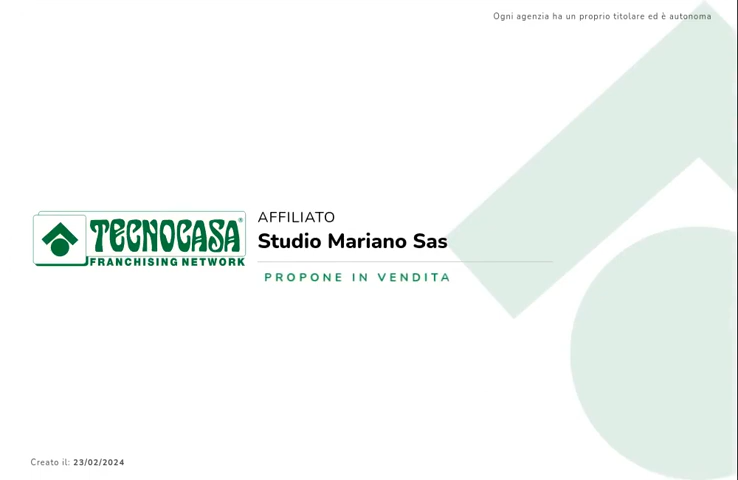 Ogni agenzia ha un proprio titolare ed è autonoma
TECNOCASA®
FRANCHISING NETWORK
AFFILIATO
Studio Mariano Sas
PROPONE IN VENDITA
Creato il: 23/02/2024